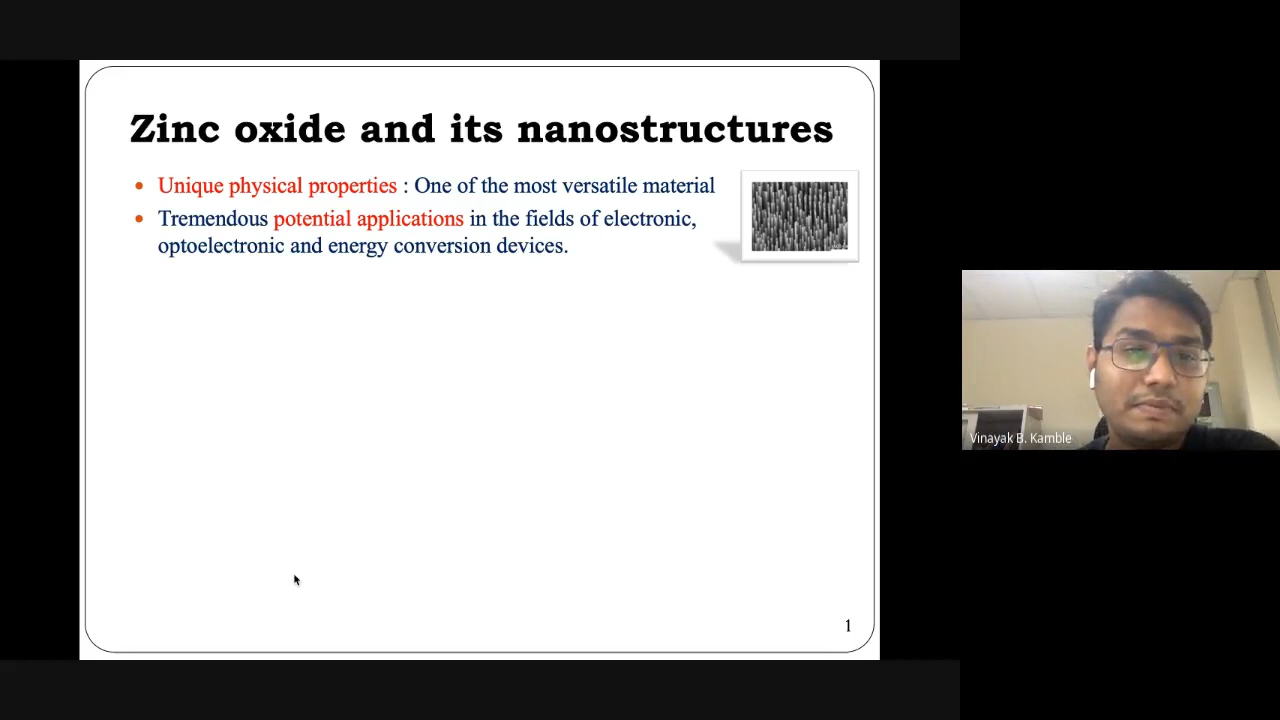 Zinc oxide and its nanostructures
• Unique physical properties : One of the most versatile material
• Tremendous potential applications in the fields of electronic,
optoelectronic and energy conversion devices.
Vinayak B. Kamble
1